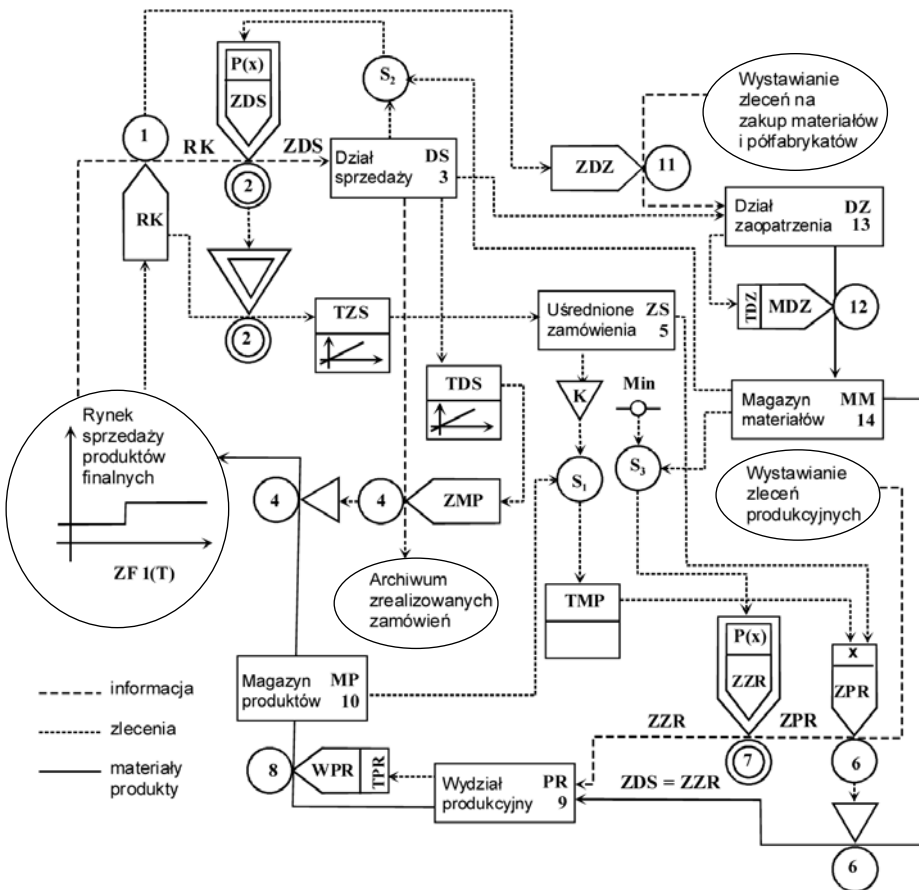 P(x)
ZDS
S2
1
RK
ZDS
2
RK
2
Dział DS
sprzedaży 3
ZDZ
11
Wystawianie
zleceń na
zakup materiałów
i półfabrykatów
Dział DZ
zaopatrzenia 13
TDZ
MDZ
12
TZS
Uśrednione ZS
zamówienia 5
TDS
K
Min
Magazyn MM
materiałów 14
Rynek
sprzedaży
produktów
finalnych
ZF 1(T)
4
4
ZMP
S1
S3
Wystawianie
zleceń
produkcyjnych
Archiwum
zrealizowanych
zamówień
TMP
P(x)
ZZR
x
ZPR
Magazyn MP
produktów 10
informacja
zlecenia
materiały
produkty
8
WPR
TPR
Wydział PR
produkcyjny 9
ZZR
ZPR
7
6
ZDS = ZZR
6